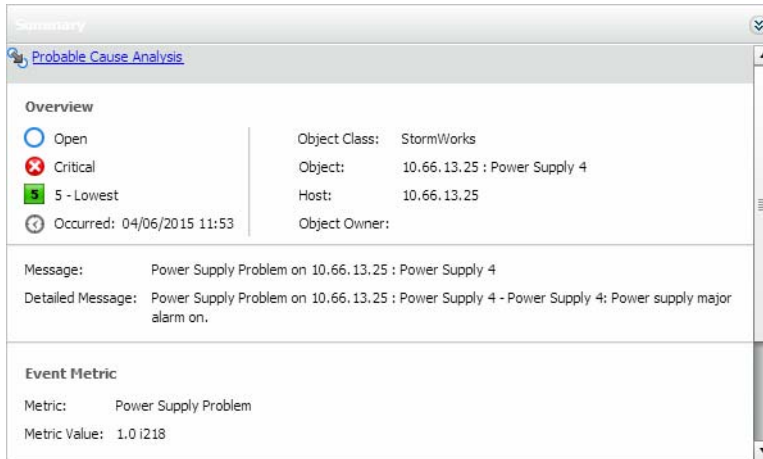 Summary
Probable Cause Analysis
Overview
Open
Critical
5 5 - Lowest
Occurred: 04/06/2015 11:53
Object Class: StormWorks
Object: 10.66.13.25 : Power Supply 4
Host: 10.66.13.25
Object Owner:
Message: Power Supply Problem on 10.66.13.25 : Power Supply 4
Detailed Message: Power Supply Problem on 10.66.13.25 : Power Supply 4 - Power Supply 4: Power supply major
alarm on.
Event Metric
Metric: Power Supply Problem
Metric Value: 1.0 i218